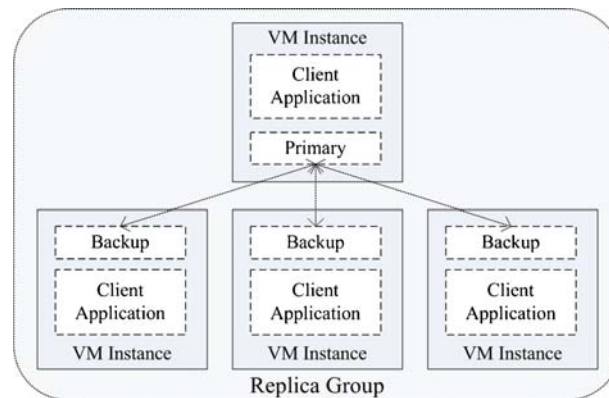 VM Instance
Client
Application
Primary
Backup
Client
Application
VM Instance
Backup
Client
Application
VM Instance
Backup
Client
Application
VM Instance
Replica Group